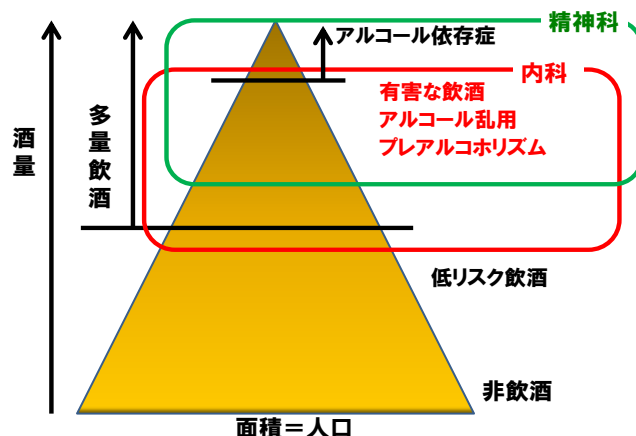 精神科
アルコール依存症
内科
有害な飲酒
アルコール乱用
プレアルコホリズム
酒量
多量飲酒
低リスク飲酒
非飲酒
面積＝人口